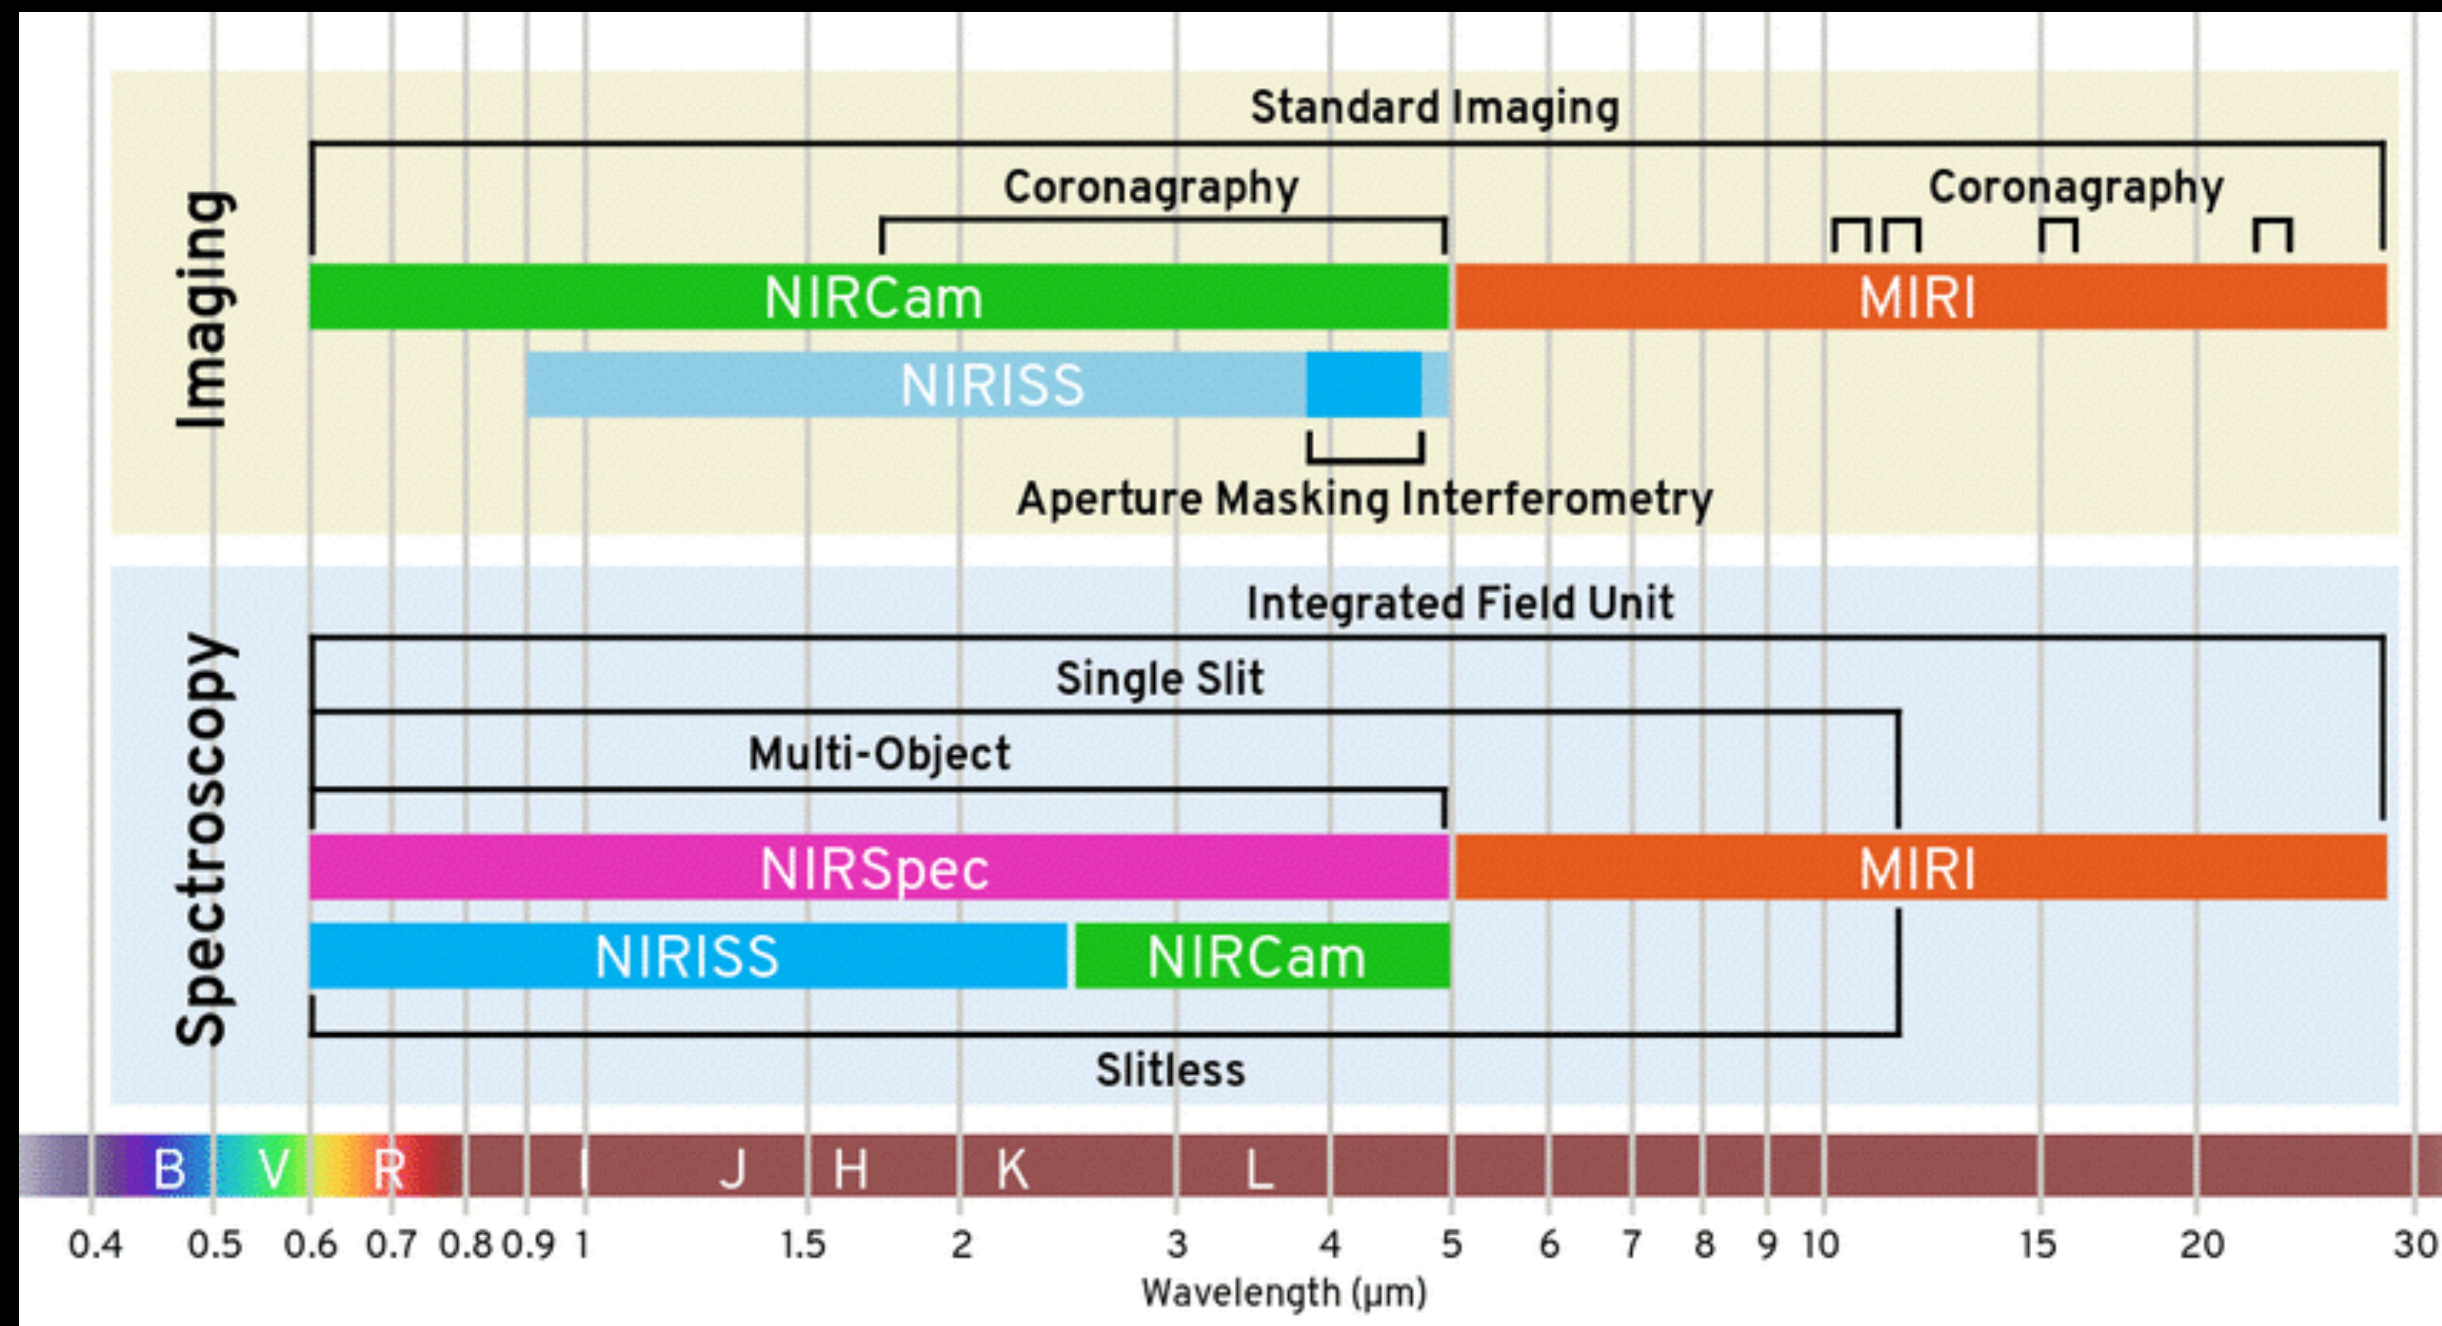 Imaging
Standard Imaging
Coronagraphy Coronagraphy
NIRCam MIRI
NIRISS
Aperture Masking Interferometry
Spectroscopy
Integrated Field Unit
Single Slit
Multi-Object
NIRSpec MIRI
NIRISS NIRCam
Slitless
B V R I J H K L
0.4 0.5 0.6 0.7 0.8 0.9 1 1.5 2 3 4 5 6 7 8 9 10 15 20 30
Wavelength (µm)